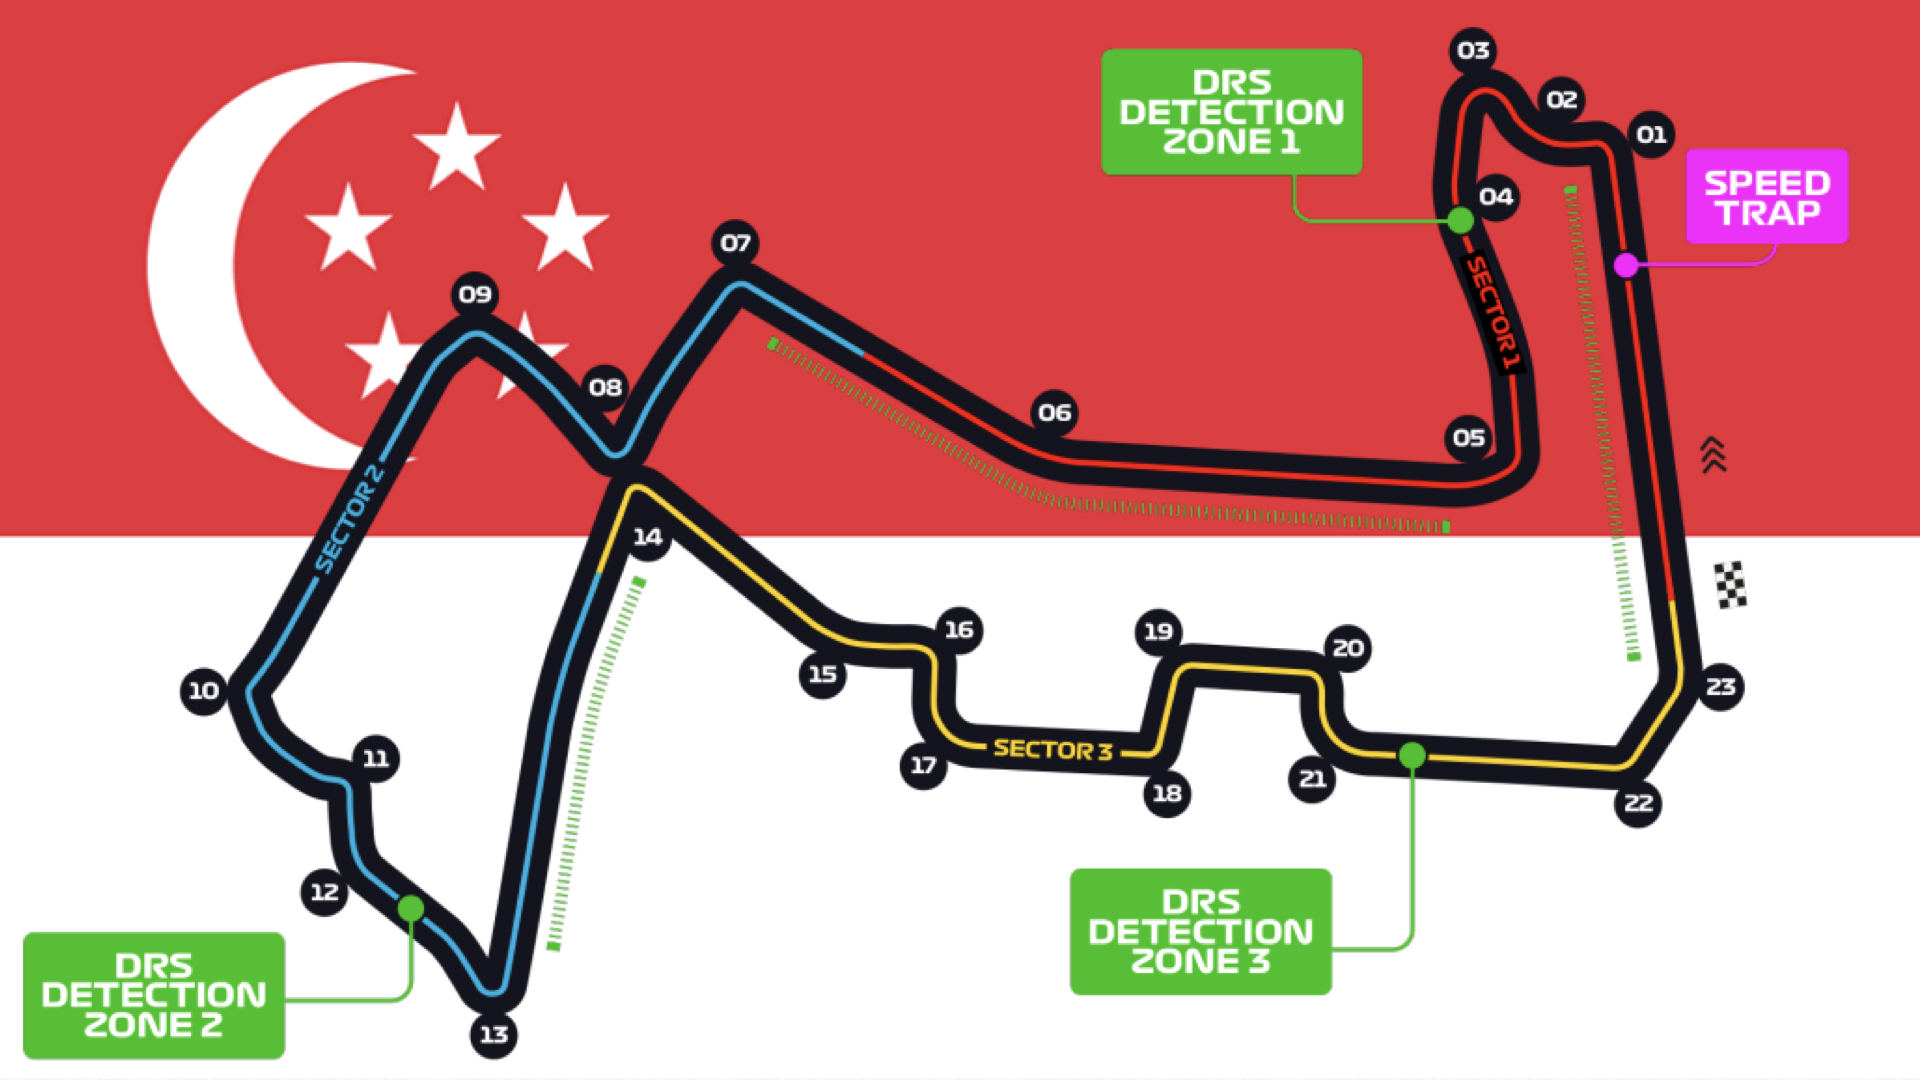 03
DRS
DETECTION
ZONE 1
02
01
SPEED
TRAP
04
07
SECTOR 1
09
08
06
05
SECTOR 2
14
16
19
20
15
10
23
11
SECTOR 3
17
21
18
22
12
DRS
DETECTION
ZONE 3
DRS
DETECTION
ZONE 2
13